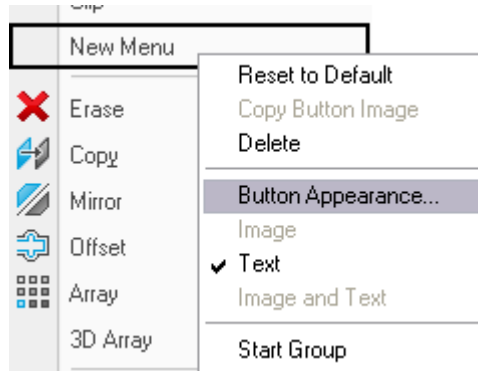 New Menu
Erase
Copy
Mirror
Offset
Array
3D Array
Reset to Default
Copy Button Image
Delete
Button Appearance...
Image
Text
Image and Text
Start Group